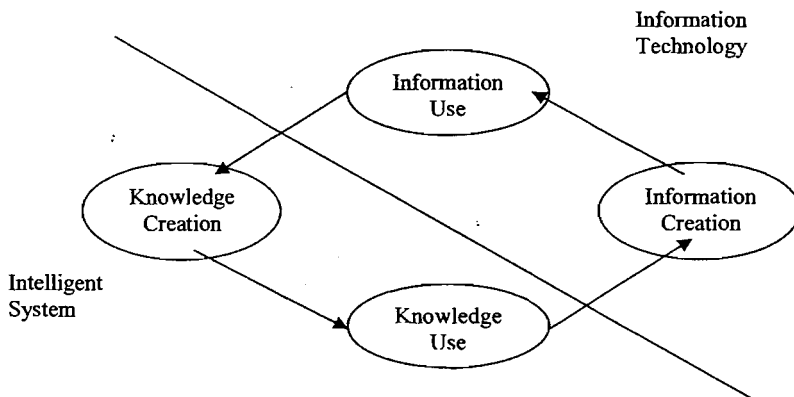 Information
Technology
Information
Use
Knowledge
Creation
Information
Creation
Intelligent
System
Knowledge
Use